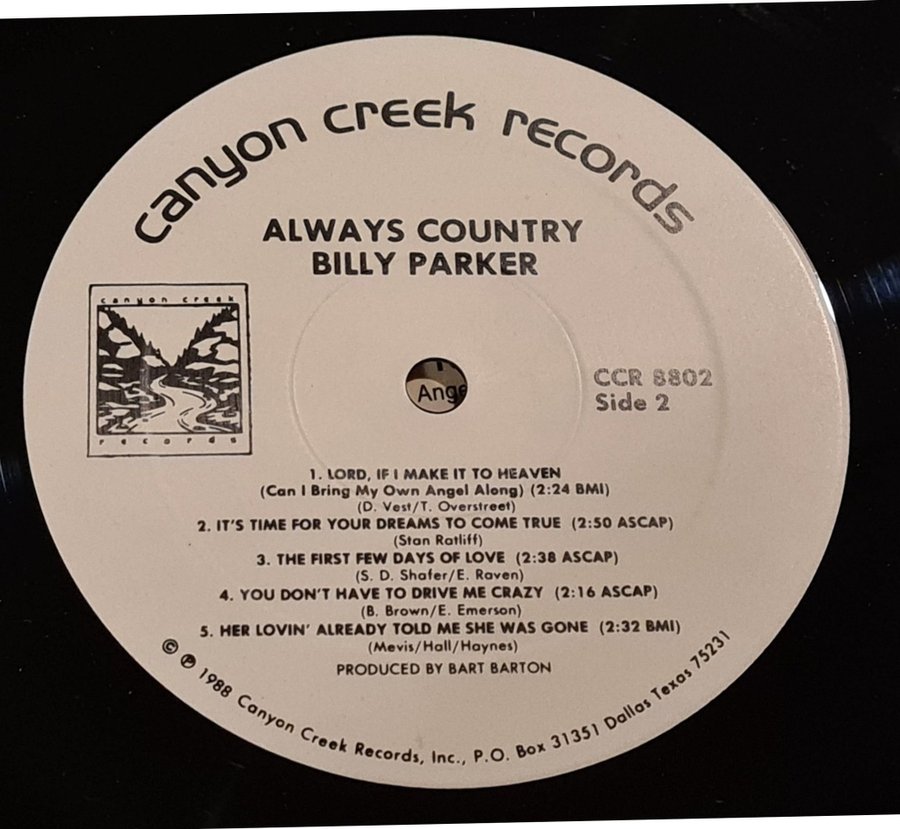 canyon creek records
ALWAYS COUNTRY
BILLY PARKER
canyon creek
records
CCR 8802
Side 2
Ange
1. LORD, IF I MAKE IT TO HEAVEN
(Can I Bring My Own Angel Along) (2:24 BMI)
(D. Vest/T. Overstreet)
2. IT'S TIME FOR YOUR DREAMS TO COME TRUE (2:50 ASCAP)
(Stan Ratliff)
3. THE FIRST FEW DAYS OF LOVE (2:38 ASCAP)
(S. D. Shafer/E. Raven)
4. YOU DON'T HAVE TO DRIVE ME CRAZY (2:16 ASCAP)
(B. Brown/E. Emerson)
5. HER LOVIN' ALREADY TOLD ME SHE WAS GONE (2:32 BMI)
(Mevis/Hall/Haynes)
PRODUCED BY BART BARTON
© ℗ 1988 Canyon Creek Records, Inc., P.O. Box 31351 Dallas Texas 75231